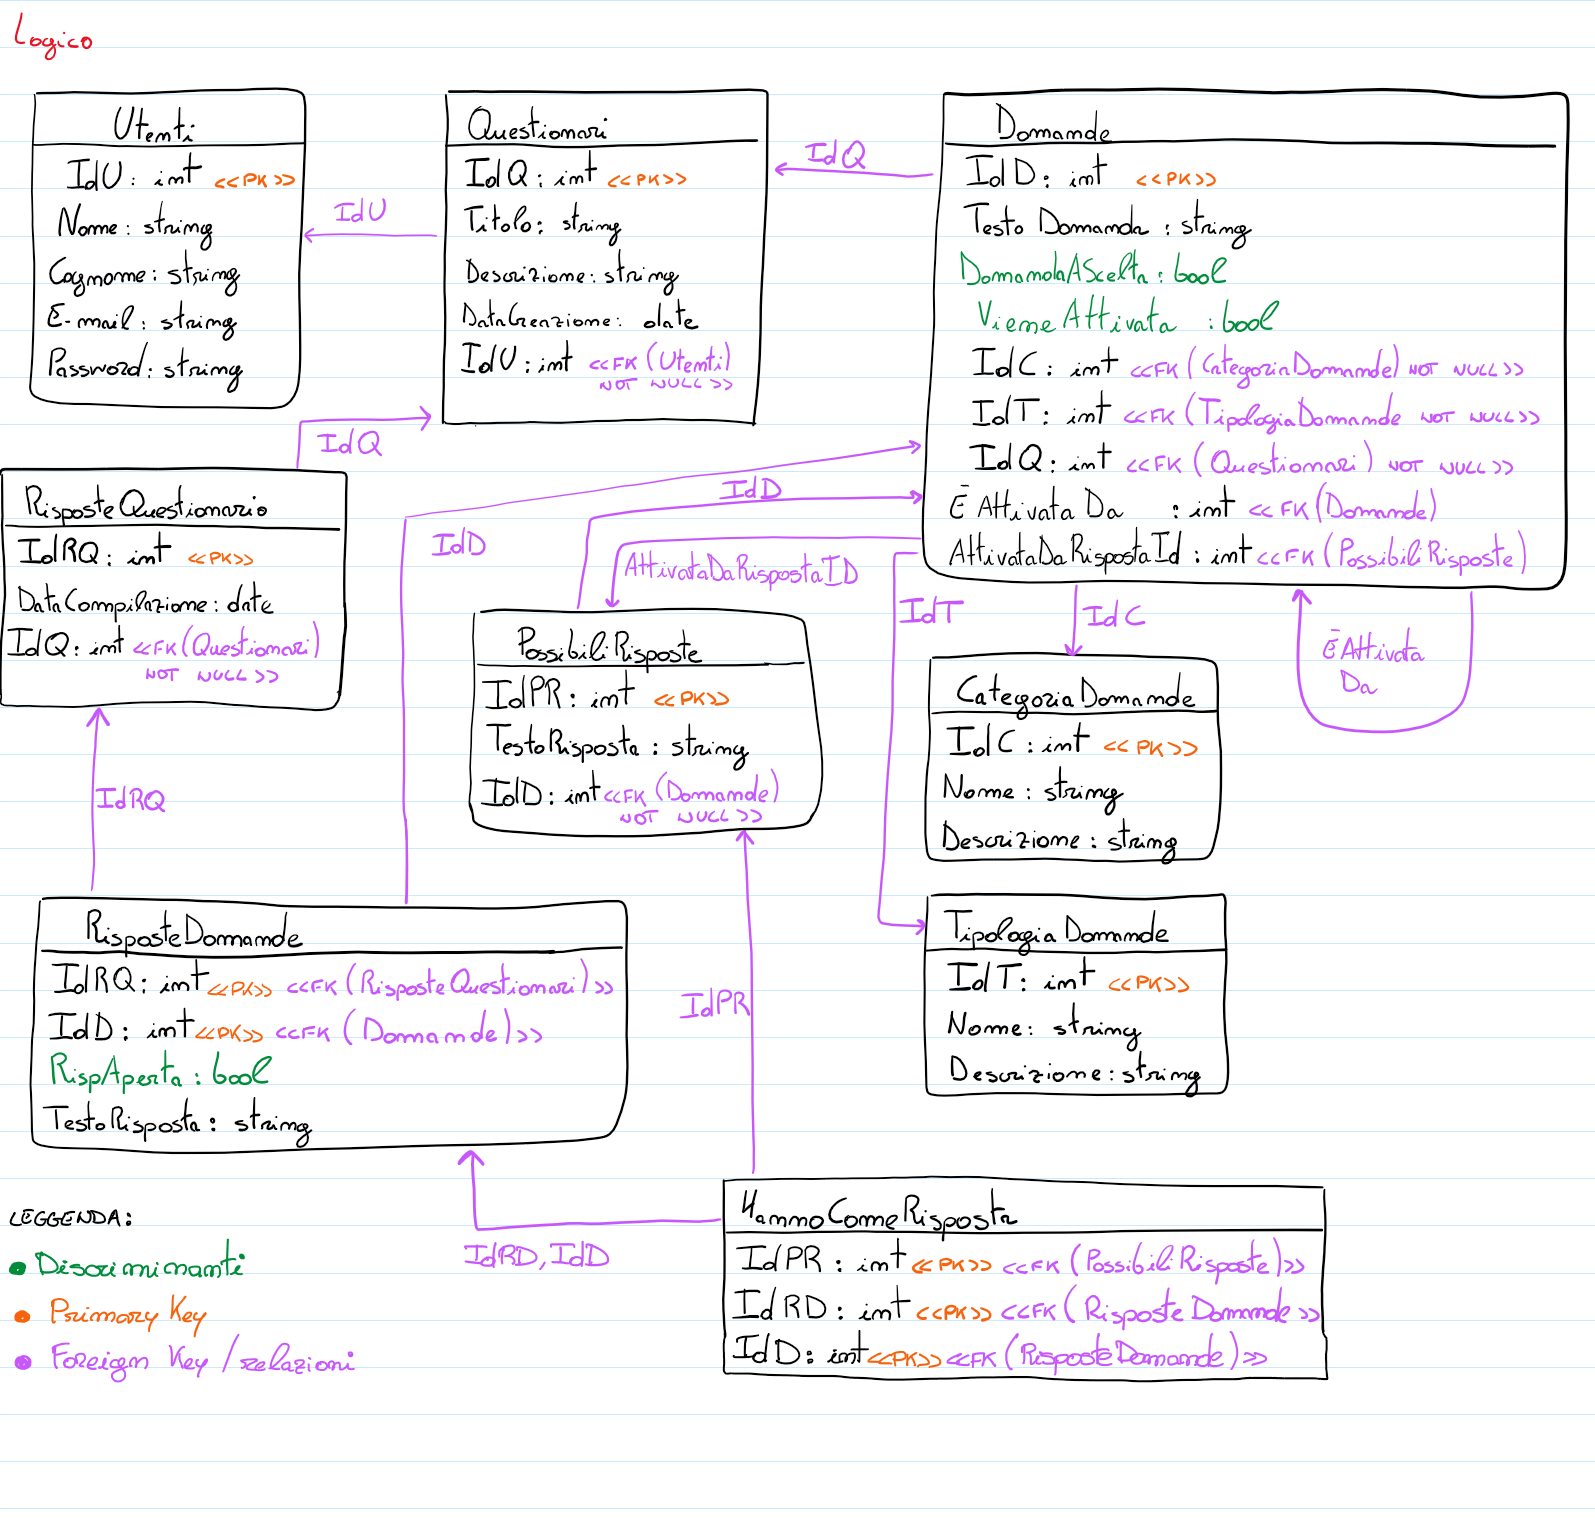 Logico
Utenti
IdU: int <<PK>>
Nome: string
Cognome: string
E-mail: string
Password: string
IdU
Questionari
IdQ: int <<PK>>
Titolo: string
Descrizione: string
DataCreazione: date
IdU: int <<FK (Utenti)
NOT NULL>>
IdQ
Domande
IdD: int <<PK>>
Testo Domanda: string
DomandaAScelta: bool
VieneAttivata: bool
IdC: int <<FK (CategoriaDomande) NOT NULL>>
IdT: int <<FK (TipologiaDomande NOT NULL>>
IdQ: int <<FK (Questionari) NOT NULL>>
È Attivata Da: int <<FK (Domande)
AttivataDaRispostaId: int <<FK (PossibiliRisposte)
IdQ
RisposteQuestionario
IdRQ: int <<PK>>
DataCompilazione: date
IdQ: int <<FK (Questionari)
NOT NULL>>
IdD
IdD
AttivataDaRispostaID
IdT
IdC
È Attivata
Da
PossibiliRisposte
IdPR: int <<PK>>
TestoRisposta: string
IdD: int <<FK (Domande)
NOT NULL>>
CategoriaDomande
IdC: int <<PK>>
Nome: string
Descrizione: string
IdRQ
TipologiaDomande
IdT: int <<PK>>
Nome: string
Descrizione: string
RisposteDomande
IdRQ: int <<PK>> <<FK (RisposteQuestionari)>>
IdD: int <<PK>> <<FK (Domande)>>
RispAperta: bool
TestoRisposta: string
IdPR
IdRD, IdD
HannoComeRisposta
IdPR: int <<PK>> <<FK (PossibiliRisposte)>>
IdRD: int <<PK>> <<FK (RisposteDomande>>
IdD: int <<PK>> <<FK (RisposteDomande)>>
LEGGENDA:
Discriminanti
Primary Key
Foreign Key / relazioni